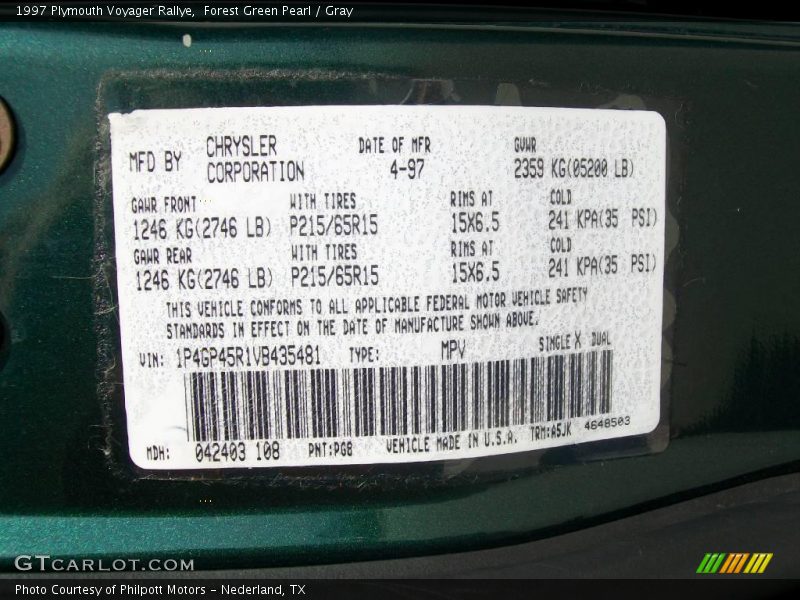 1997 Plymouth Voyager Rallye,  Forest Green Pearl / Gray
MFD BY CHRYSLER CORPORATION DATE OF MFR 4-97 GVWR 2359 KG(05200 LB)
GAWR FRONT WITH TIRES RIMS AT COLD
1246 KG(2746 LB) P215/65R15 15X6.5 241 KPA(35 PSI)
GAWR REAR WITH TIRES RIMS AT COLD
1246 KG(2746 LB) P215/65R15 15X6.5 241 KPA(35 PSI)
THIS VEHICLE CONFORMS TO ALL APPLICABLE FEDERAL MOTOR VEHICLE SAFETY
STANDARDS IN EFFECT ON THE DATE OF MANUFACTURE SHOWN ABOVE.
VIN: 1P4GP45R1VB435481 TYPE: MPV SINGLE X DUAL
MDH: 042403 108 PNT:PG8 VEHICLE MADE IN U.S.A. TRM:A5JK 4648503
GTCARLOT.COM
Photo Courtesy of Philpott Motors - Nederland, TX